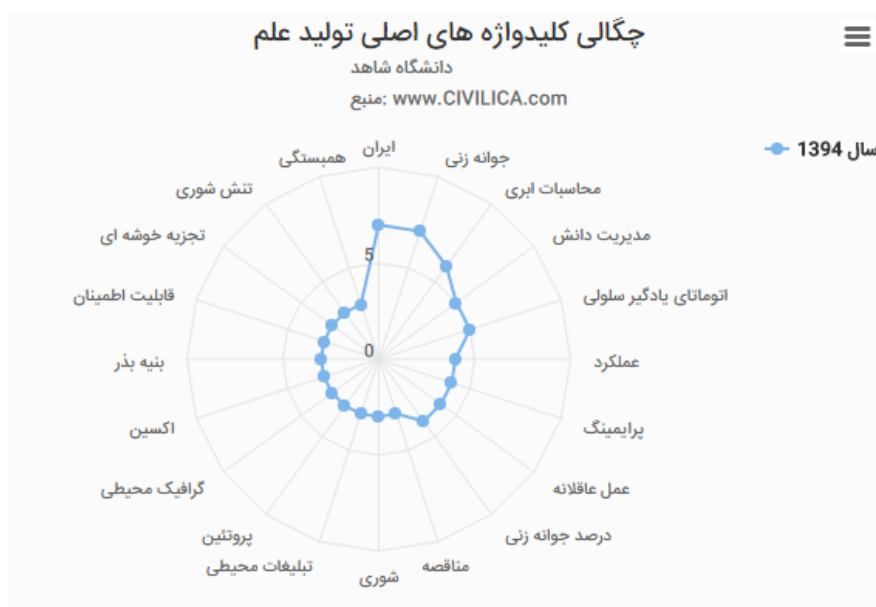 چگالی کلیدواژه های اصلی تولید علم
دانشگاه شاهد
منبع: www.CIVILICA.com
سال 1394
ایران
جوانه زنی
محاسبات ابری
مدیریت دانش
اتوماتای یادگیر سلولی
عملکرد
پرایمینگ
عمل عاقلانه
درصد جوانه زنی
مناقصه
شوری
تبلیغات محیطی
پروتئین
گرافیک محیطی
اکسین
بنیه بذر
قابلیت اطمینان
تجزیه خوشه ای
تنش شوری
همبستگی
5
0